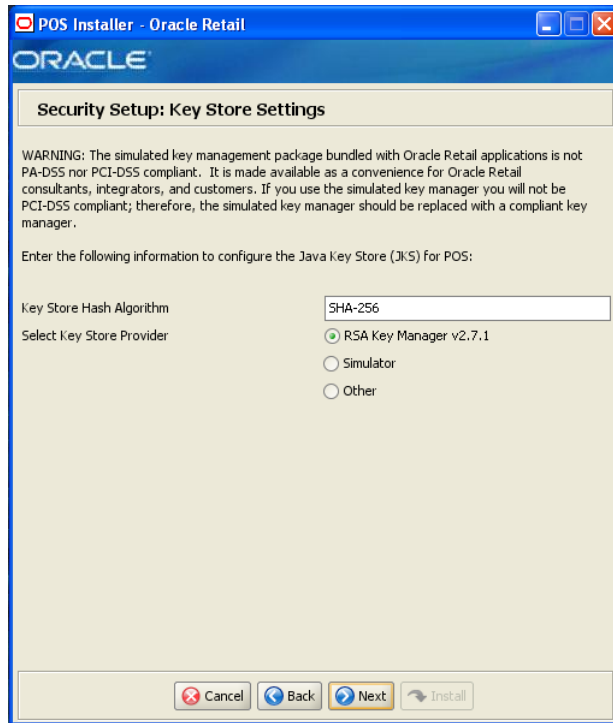 POS Installer - Oracle Retail
ORACLE
Security Setup: Key Store Settings
WARNING: The simulated key management package bundled with Oracle Retail applications is not
PA-DSS nor PCI-DSS compliant.  It is made available as a convenience for Oracle Retail
consultants, integrators, and customers. If you use the simulated key manager you will not be
PCI-DSS compliant; therefore, the simulated key manager should be replaced with a compliant key
manager.
Enter the following information to configure the Java Key Store (JKS) for POS:
Key Store Hash Algorithm SHA-256
Select Key Store Provider RSA Key Manager v2.7.1
Simulator
Other
Cancel Back Next Install